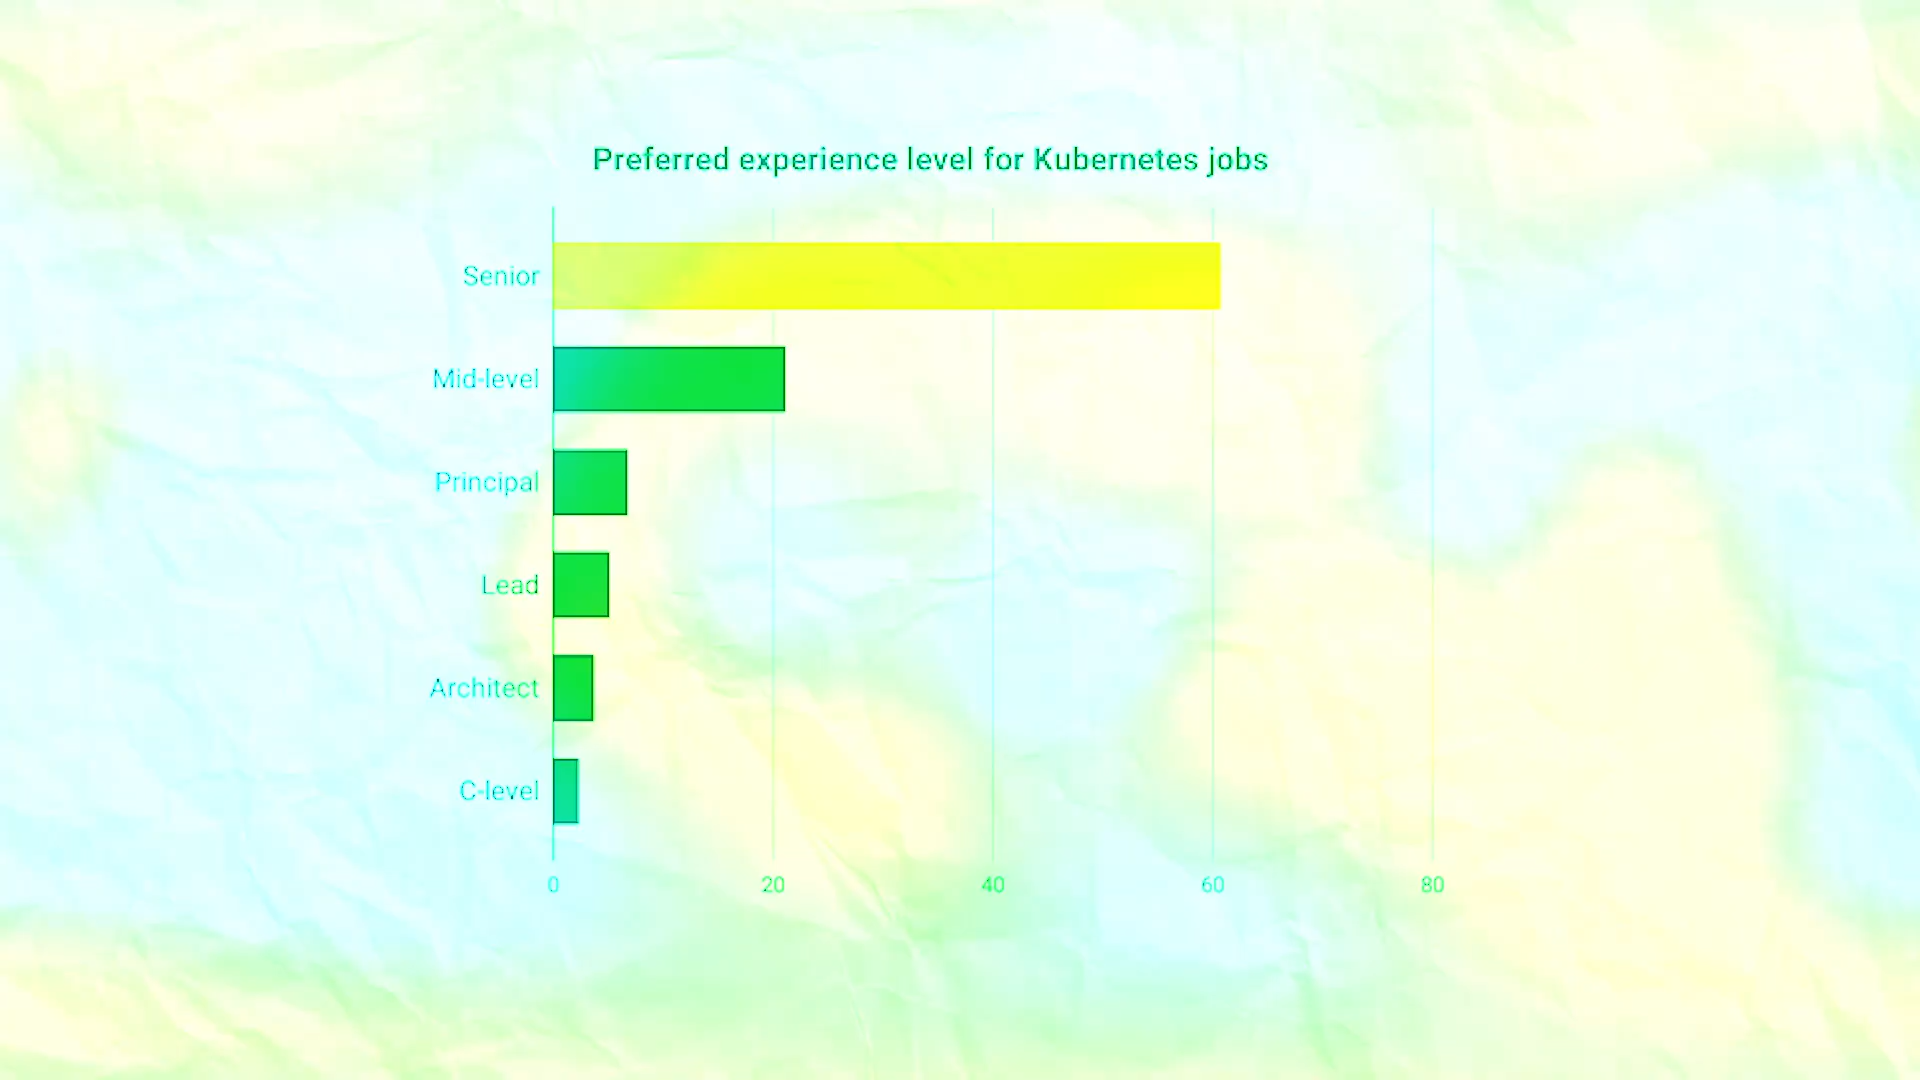 Preferred experience level for Kubernetes jobs
Senior
Mid-level
Principal
Lead
Architect
C-level
0 20 40 60 80